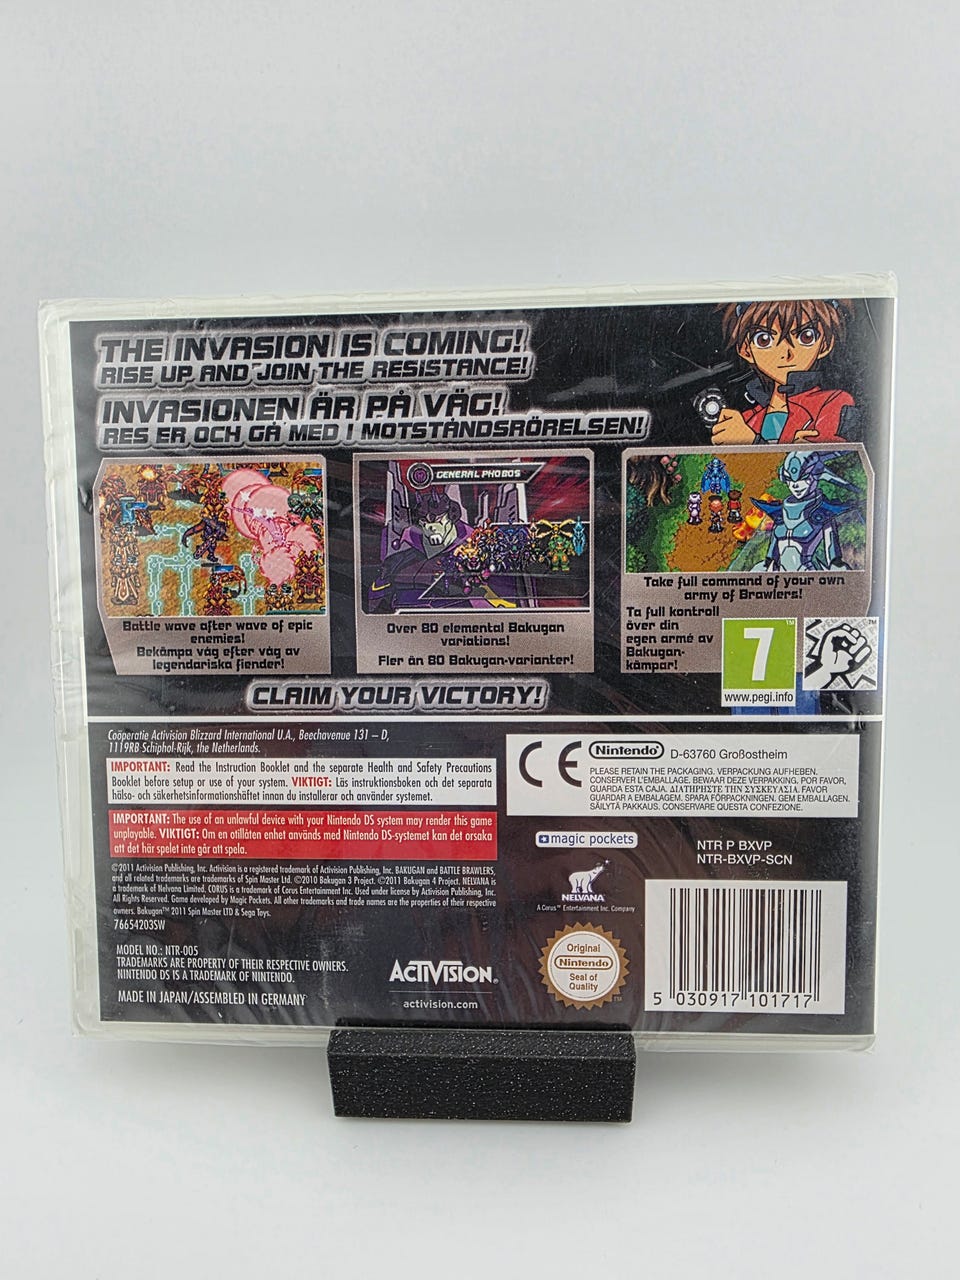 THE INVASION IS COMING!
RISE UP AND JOIN THE RESISTANCE!
INVASIONEN ÄR PÅ VÄG!
RES ER OCH GÅ MED I MOTSTÅNDSRÖRELSEN!
GENERAL PHOBOS
Battle wave after wave of epic
enemies!
Bekämpa våg efter våg av
legendariska fiender!
Over 80 elemental Bakugan
variations!
Fler än 80 Bakugan-varianter!
Take full command of your own
army of Brawlers!
Ta full kontroll
över din
egen armé av
Bakugan-
kämpar!
7
TM
www.pegi.info
TM
CLAIM YOUR VICTORY!
Coöperatie Activision Blizzard International U.A., Beechavenue 131 – D,
1119RB Schiphol-Rijk, the Netherlands.
IMPORTANT: Read the Instruction Booklet and the separate Health and Safety Precautions
Booklet before setup or use of your system. VIKTIGT: Läs instruktionsboken och det separata
hälso- och säkerhetsinformationshäftet innan du installerar och använder systemet.
IMPORTANT: The use of an unlawful device with your Nintendo DS system may render this game
unplayable. VIKTIGT: Om en otillåten enhet används med Nintendo DS-systemet kan det orsaka
att det här spelet inte går att spela.
©2011 Activision Publishing, Inc. Activision is a registered trademark of Activision Publishing, Inc. BAKUGAN and BATTLE BRAWLERS,
and all related trademarks are trademarks of Spin Master Ltd. ©2010 Bakugan 3 Project. ©2011 Bakugan 4 Project. NELVANA is
a trademark of Nelvana Limited. CORUS is a trademark of Corus Entertainment Inc. Used under license by Activision Publishing, Inc.
All Rights Reserved. Game developed by Magic Pockets. All other trademarks and trade names are the properties of their respective
owners. Bakugan™ 2011 Spin Master LTD & Sega Toys.
76654203SW
MODEL NO.: NTR-005
TRADEMARKS ARE PROPERTY OF THEIR RESPECTIVE OWNERS.
NINTENDO DS IS A TRADEMARK OF NINTENDO.
MADE IN JAPAN/ASSEMBLED IN GERMANY
ACTIVISION®
activision.com
CE
Nintendo® D-63760 Großostheim
PLEASE RETAIN THE PACKAGING. VERPACKUNG AUFHEBEN.
CONSERVER L'EMBALLAGE. BEWAAR DEZE VERPAKKING, POR FAVOR,
GUARDA ESTA CAJA. ΔΙΑΤΗΡΗΣΤΕ ΤΗΝ ΣΥΣΚΕΥΑΣΙΑ. FAVOR
GUARDAR A EMBALAGEM. SPARA FÖRPACKNINGEN. GEM EMBALLAGEN.
SÄILYTÄ PAKKAUS. CONSERVARE QUESTA CONFEZIONE.
magic pockets
NELVANA
A Corus™ Entertainment Inc. Company
NTR P BXVP
NTR-BXVP-SCN
Original
Nintendo
Seal of
Quality
TM
5 030917 101717